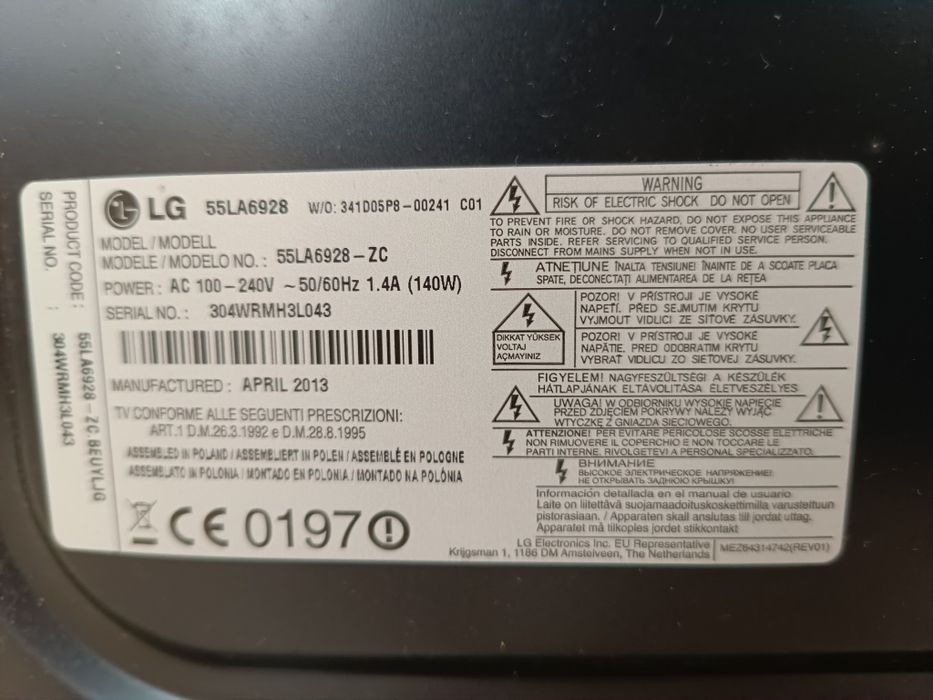 PRODUCT CODE : 55LA6928-ZC.BEUYLJG
SERIAL NO. : 304WRMH3L043
LG 55LA6928 W/O: 341D05P8-00241 C01
MODEL / MODELL
MODELE / MODELO NO. : 55LA6928-ZC
POWER : AC 100-240V ~50/60Hz 1.4A (140W)
SERIAL NO. : 304WRMH3L043
MANUFACTURED : APRIL 2013
TV CONFORME ALLE SEGUENTI PRESCRIZIONI:
ART.1 D.M.26.3.1992 e D.M.28.8.1995
ASSEMBLED IN POLAND / ASSEMBLIERT IN POLEN / ASSEMBLÉ EN POLOGNE
ASSEMBLATO IN POLONIA / MONTADO EN POLONIA / MONTADO NA POLÓNIA
CE 0197
WARNING
RISK OF ELECTRIC SHOCK DO NOT OPEN
TO PREVENT FIRE OR SHOCK HAZARD, DO NOT EXPOSE THIS APPLIANCE
TO RAIN OR MOISTURE. DO NOT REMOVE COVER. NO USER SERVICEABLE
PARTS INSIDE. REFER SERVICING TO QUALIFIED SERVICE PERSON.
DISCONNECT FROM MAINS SUPPLY WHEN NOT IN USE.
ATNEŢIUNE ÎNALTA TENSIUNE! ÎNAINTE DE A SCOATE PLACA
SPATE, DECONECTAŢI ALIMENTAREA DE LA REŢEA
DIKKAT YÜKSEK
VOLTAJ
AÇMAYINIZ
POZOR! V PŘÍSTROJI JE VYSOKÉ
NAPĚTÍ. PŘED SEJMUTIM KRYTU
VYJMOUT VIDLICI ZE SÍTOVÉ ZÁSUVKY.
POZOR! V PRÍSTROJI JE VYSOKÉ
NAPÄTIE. PRED ODOBRATIM KRYTU
VYBRAŤ VIDLICU ZO SIEŤOVEJ ZÁSUVKY.
FIGYELEM! NAGYFESZÜLTSÉGI A KÉSZÜLÉK
HÁTLAPJÁNAK ELTÁVOLÍTÁSA ÉLETVESZÉLYES
UWAGA! W ODBIORNIKU WYSOKIE NAPIĘCIE
PRZED ZDJĘCIEM POKRYWY NALEŻY WYJĄĆ
WTYCZKĘ Z GNIAZDA SIECIOWEGO.
ATTENZIONE! PER EVITARE PERICOLOSE SCOSSE ELETTRICHE
NON RIMUOVERE IL COPERCHIO E NON TOCCARE LE
PARTI INTERNE. RIVOLGETEVI A PERSONAL SPECIALIZZATO.
ВНИМАНИЕ
ВЫСОКОЕ ЭЛЕКТРИЧЕСКОЕ НАПРЯЖЕНИЕ!
НЕ ОТКРЫВАТЬ ЗАДНЮЮ КРЫШКУ!
Información detallada en el manual de usuario
Laite on liitettävä suojamaadoituskoskettimilla varustettuun
pistorasiaan. / Apparaten skall anslutas till jordat uttag.
Apparatet må tilkoples jordet stikkontakt
LG Electronics Inc. EU Representative
Krijgsman 1, 1186 DM Amstelveen, The Netherlands
MEZ64314742(REV01)